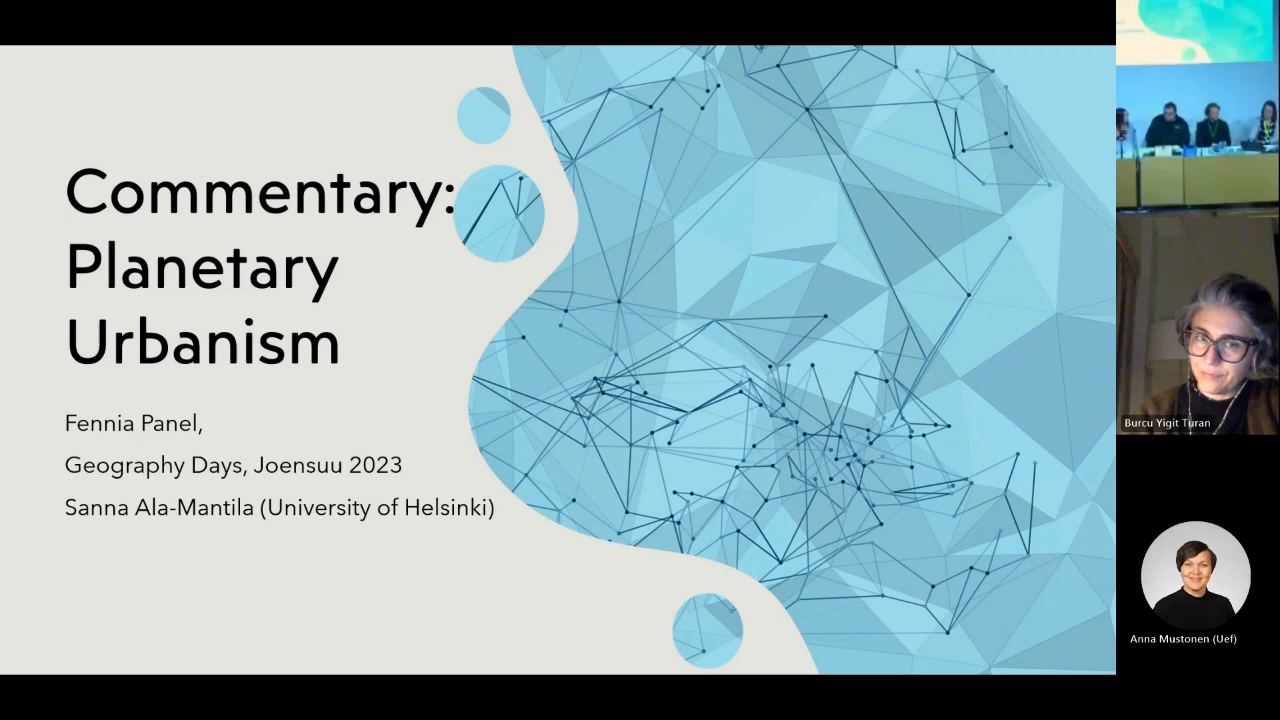 Commentary:
Planetary
Urbanism
Fennia Panel,
Geography Days, Joensuu 2023
Sanna Ala-Mantila (University of Helsinki)
Burcu Yigit Turan
Anna Mustonen (Uef)